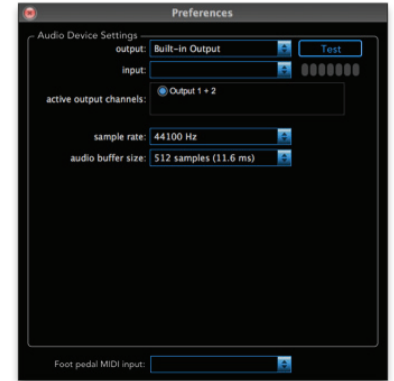 Preferences
Audio Device Settings
output: Built-in Output Test
input:
active output channels: Output 1 + 2
sample rate: 44100 Hz
audio buffer size: 512 samples (11.6 ms)
Foot pedal MIDI input: